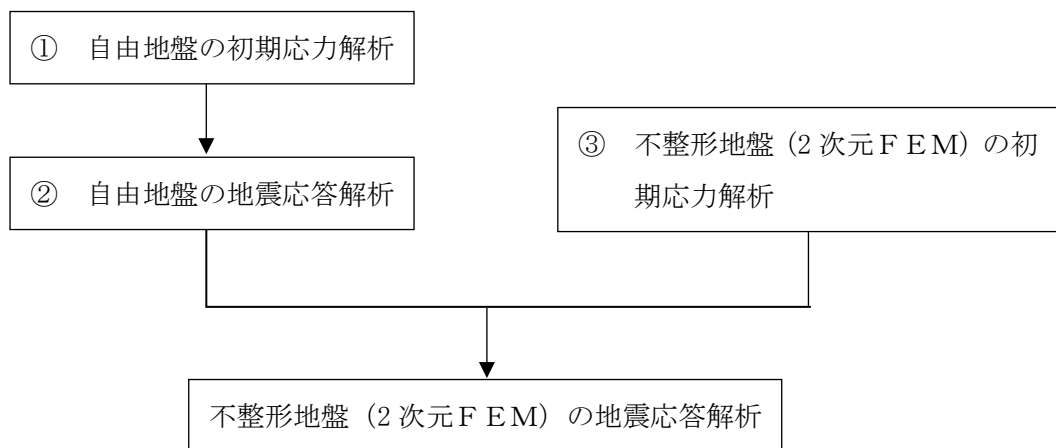 ① 自由地盤の初期応力解析
② 自由地盤の地震応答解析
③ 不整形地盤（2 次元ＦＥＭ）の初
期応力解析
不整形地盤（2 次元ＦＥＭ）の地震応答解析